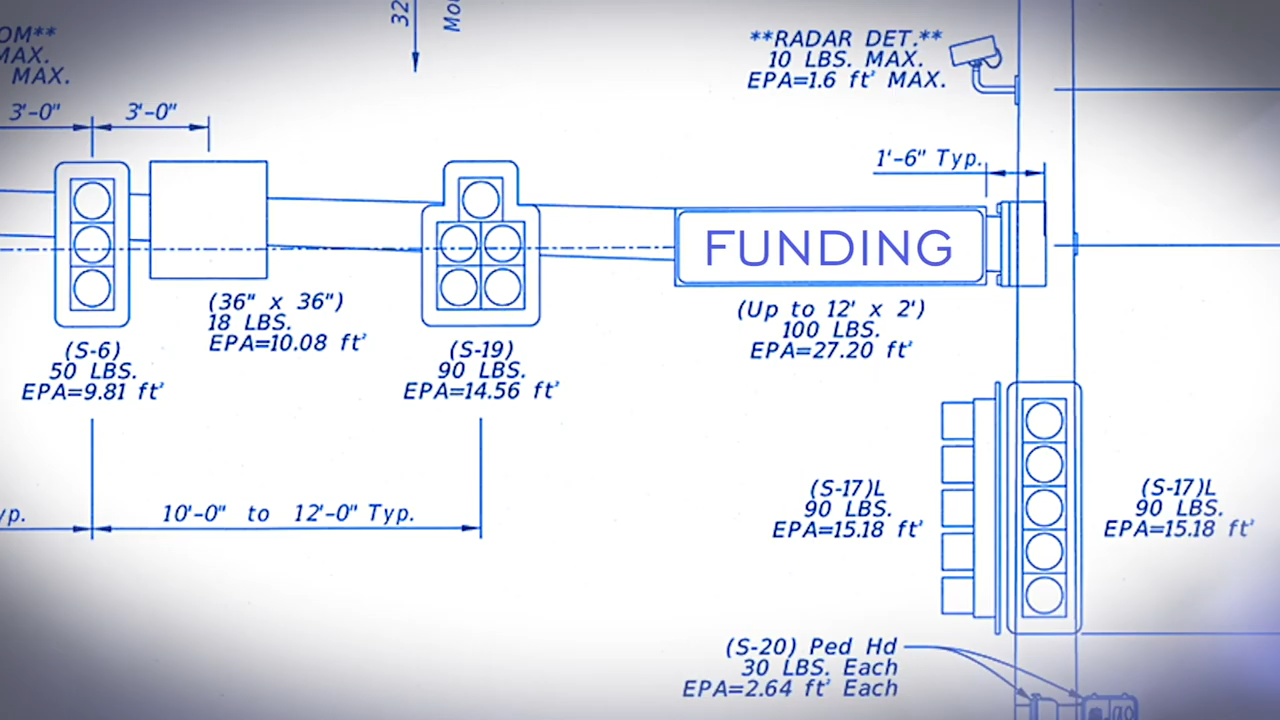 32
Mou
OM**
MAX.
MAX.
**RADAR DET.**
10 LBS. MAX.
EPA=1.6 ft² MAX.
3'-0"
3'-0"
1'-6" Typ.
FUNDING
(36" x 36")
18 LBS.
EPA=10.08 ft²
(Up to 12' x 2')
100 LBS.
EPA=27.20 ft²
(S-6)
50 LBS.
EPA=9.81 ft²
(S-19)
90 LBS.
EPA=14.56 ft²
yp.
10'-0" to 12'-0" Typ.
(S-17)L
90 LBS.
EPA=15.18 ft²
(S-17)L
90 LBS.
EPA=15.18 ft²
(S-20) Ped Hd
30 LBS. Each
EPA=2.64 ft² Each